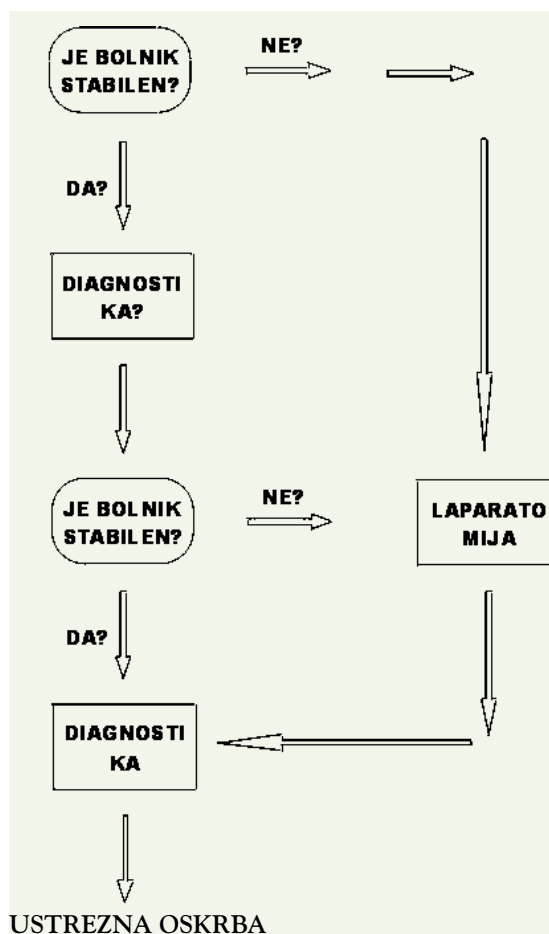 JE BOLNIK
STABILEN?
NE?
DA?
DIAGNOSTI
KA?
JE BOLNIK
STABILEN?
NE?
LAPARATO
MIJA
DA?
DIAGNOSTI
KA
USTREZNA OSKRBA